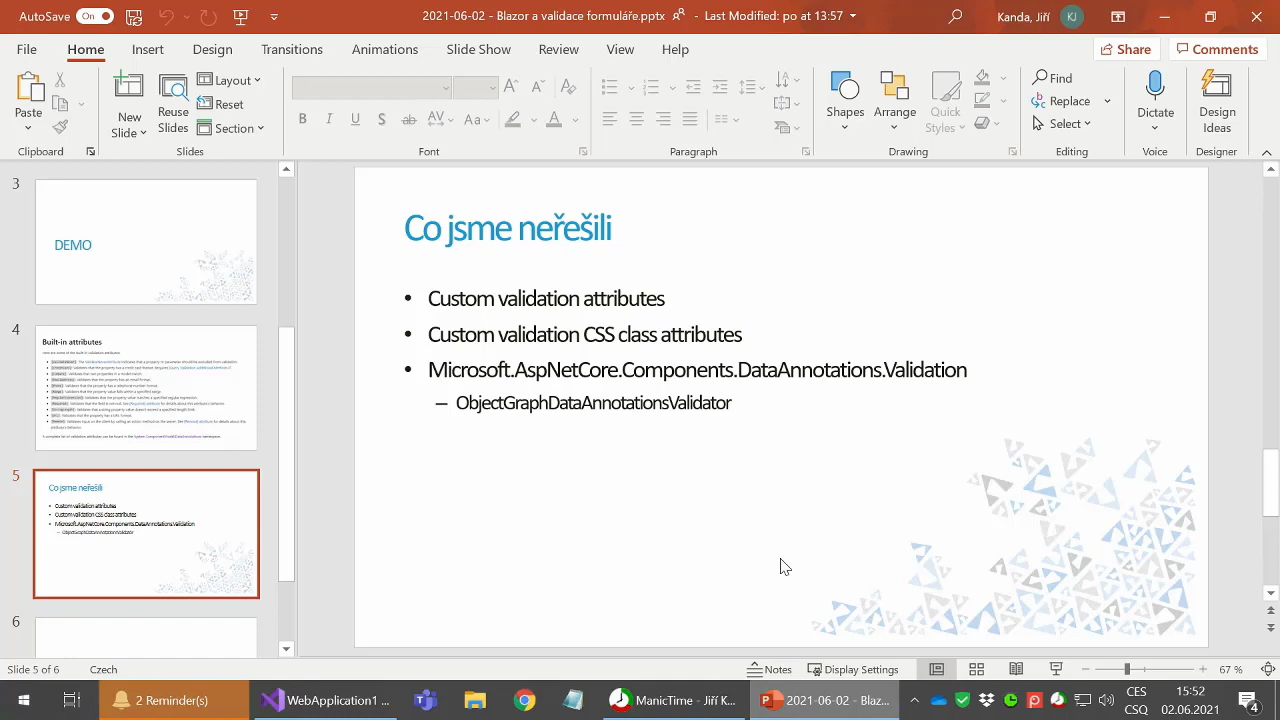 AutoSave On 2021-06-02 - Blazor a validace formuláře.pptx - Last Modified: po at 13:57 Kanda, Jiří KJ
File Home Insert Design Transitions Animations Slide Show Review View Help Share Comments
Paste New Slide Reuse Slides Layout Reset Section
Shapes Arrange Quick Styles Find Replace Select Dictate Design Ideas
Clipboard Slides Font Paragraph Drawing Editing Voice Designer
3
DEMO
4
Built-in attributes
5
Co jsme neřešili
Custom validation attributes
Custom validation CSS class attributes
Microsoft.AspNetCore.Components.DataAnnotations.Validation
– ObjectGraphDataAnnotationsValidator
6
Co jsme neřešili
• Custom validation attributes
• Custom validation CSS class attributes
• Microsoft.AspNetCore.Components.DataAnnotations.Validation
– ObjectGraphDataAnnotationsValidator
Slide 5 of 6 Czech Notes Display Settings 67 %
2 Reminder(s) WebApplication1 ... ManicTime - Jiří K... 2021-06-02 - Blaz... CES 15:52
CSQ 02.06.2021 4